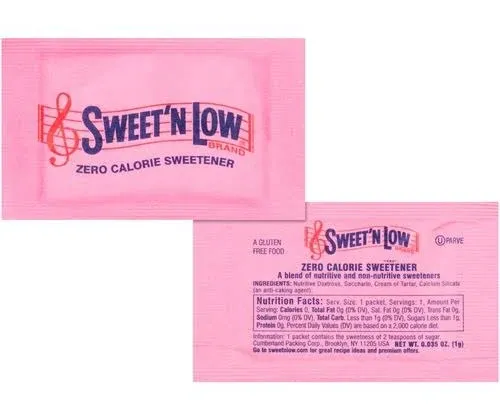 SWEET'N LOW®
BRAND
ZERO CALORIE SWEETENER
A GLUTEN
FREE FOOD
SWEET'N LOW
BRAND
Ⓤ PARVE
ZERO CALORIE SWEETENER
A blend of nutritive and non-nutritive sweeteners
INGREDIENTS: Nutritive Dextrose, Saccharin, Cream of Tartar, Calcium Silicate
(an anti-caking agent).
Nutrition Facts: Serv. Size: 1 packet, Servings: 1, Amount Per
Serving: Calories 0, Total Fat 0g (0% DV), Sat. Fat 0g (0% DV), Trans Fat 0g,
Sodium 0mg (0% DV), Total Carb. Less than 1g (0% DV), Sugars Less than 1g,
Protein 0g, Percent Daily Values (DV) are based on a 2,000 calorie diet.
Information: 1 packet contains the sweetness of 2 teaspoons of sugar.
Cumberland Packing Corp., Brooklyn, NY 11205 USA NET WT. 0.035 OZ. (1g)
Go to sweetnlow.com for great recipe ideas and premium offers.